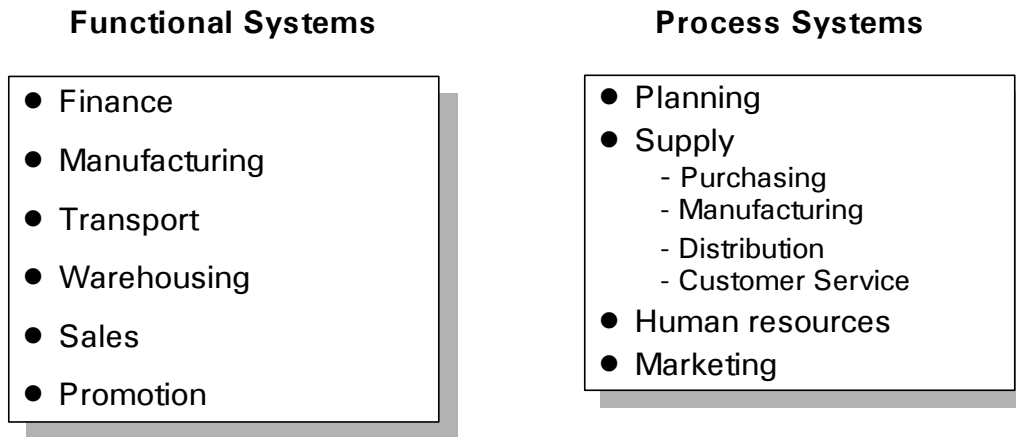 Functional Systems
● Finance
● Manufacturing
● Transport
● Warehousing
● Sales
● Promotion
Process Systems
● Planning
● Supply
- Purchasing
- Manufacturing
- Distribution
- Customer Service
● Human resources
● Marketing